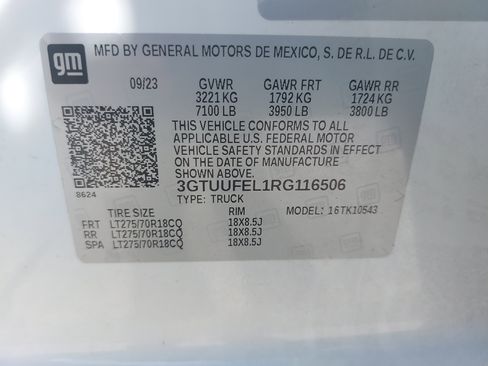 gm
MFD BY GENERAL MOTORS DE MEXICO, S. DE R.L. DE C.V.
09/23 GVWR GAWR FRT GAWR RR
3221 KG 1792 KG 1724 KG
7100 LB 3950 LB 3800 LB
THIS VEHICLE CONFORMS TO ALL
APPLICABLE U.S. FEDERAL MOTOR
VEHICLE SAFETY STANDARDS IN EFFECT
ON THE DATE OF MANUFACTURE
SHOWN ABOVE.
8624
3GTUUFEL1RG116506
TYPE: TRUCK
TIRE SIZE RIM MODEL: 16TK10543
FRT LT275/70R18CQ 18X8.5J
RR LT275/70R18CQ 18X8.5J
SPA LT275/70R18CQ 18X8.5J